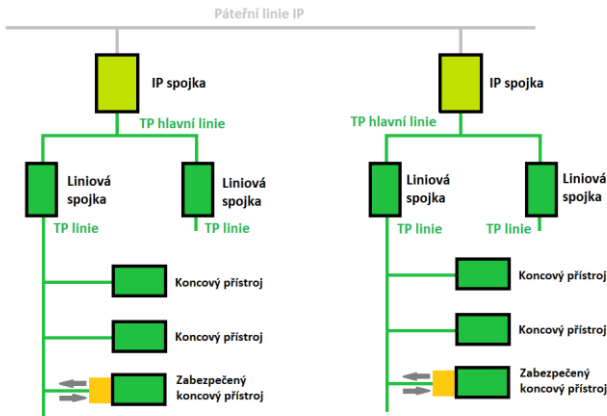 Páteřní linie IP
IP spojka
IP spojka
TP hlavní linie
TP hlavní linie
Liniová
spojka
Liniová
spojka
Liniová
spojka
Liniová
spojka
TP linie
TP linie
TP linie
TP linie
Koncový přístroj
Koncový přístroj
Koncový přístroj
Koncový přístroj
Zabezpečený
koncový přístroj
Zabezpečený
koncový přístroj